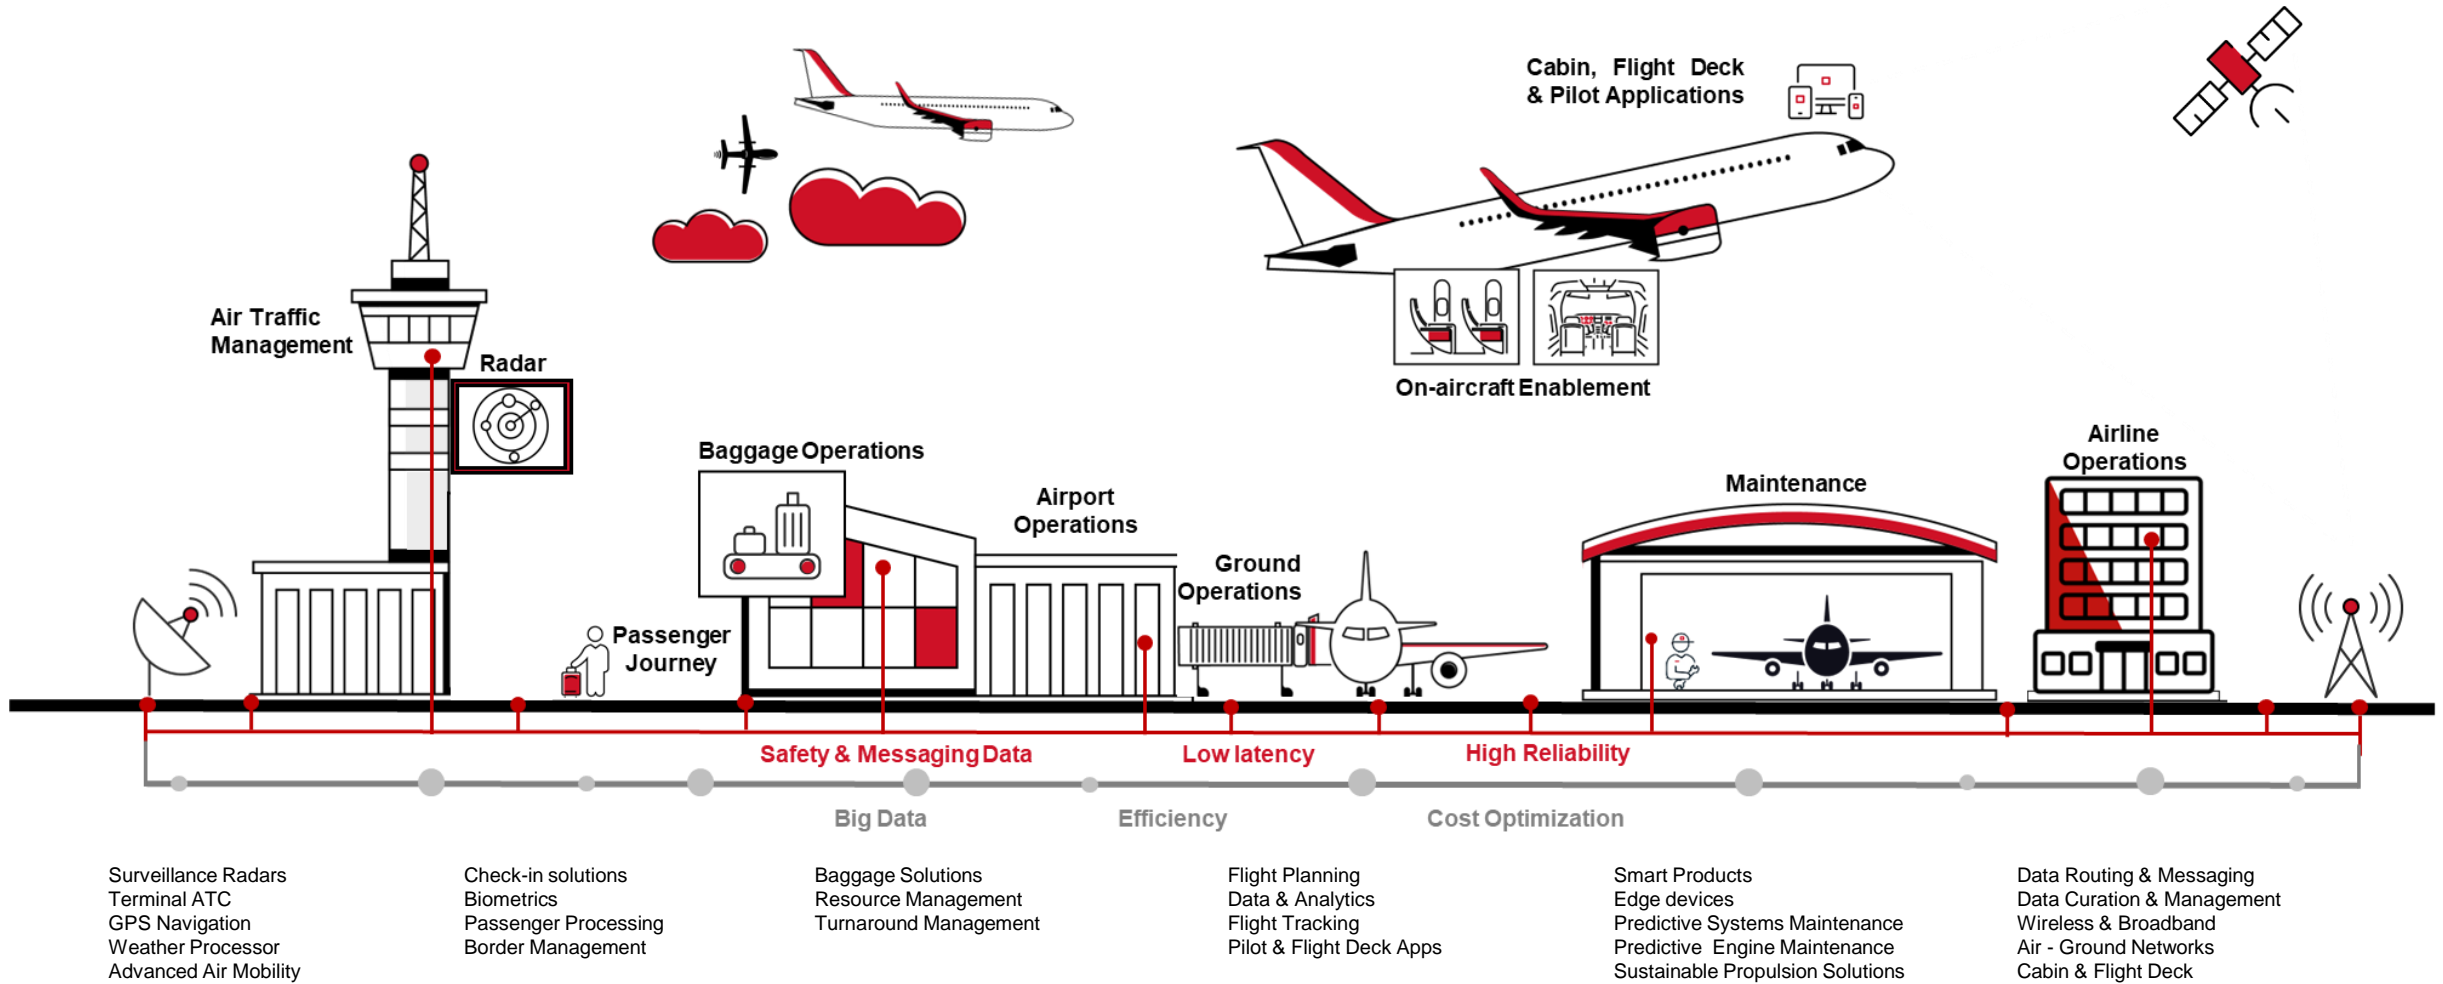 Cabin, Flight Deck
& Pilot Applications
Air Traffic
Management
Radar
On-aircraft Enablement
Baggage Operations
Airport
Operations
Ground
Operations
Maintenance
Airline
Operations
Passenger
Journey
Safety & Messaging Data
Low latency
High Reliability
Big Data
Efficiency
Cost Optimization
Surveillance Radars
Terminal ATC
GPS Navigation
Weather Processor
Advanced Air Mobility
Check-in solutions
Biometrics
Passenger Processing
Border Management
Baggage Solutions
Resource Management
Turnaround Management
Flight Planning
Data & Analytics
Flight Tracking
Pilot & Flight Deck Apps
Smart Products
Edge devices
Predictive Systems Maintenance
Predictive Engine Maintenance
Sustainable Propulsion Solutions
Data Routing & Messaging
Data Curation & Management
Wireless & Broadband
Air - Ground Networks
Cabin & Flight Deck